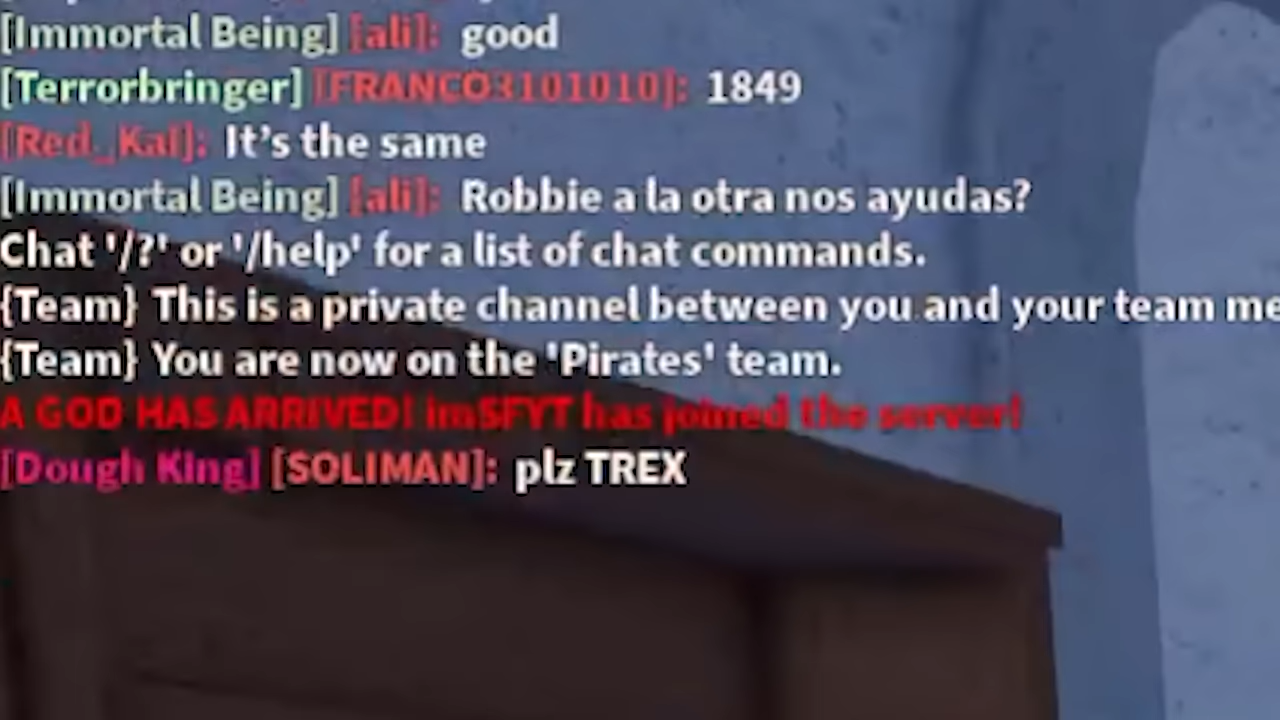 [Immortal Being] [ali]: good
[Terrorbringer] [FRANCO3101010]: 1849
[Red_Kal]: It’s the same
[Immortal Being] [ali]: Robbie a la otra nos ayudas?
Chat '/?' or '/help' for a list of chat commands.
{Team} This is a private channel between you and your team me
{Team} You are now on the 'Pirates' team.
A GOD HAS ARRIVED! imSFYT has joined the server!
[Dough King] [SOLIMAN]: plz TREX